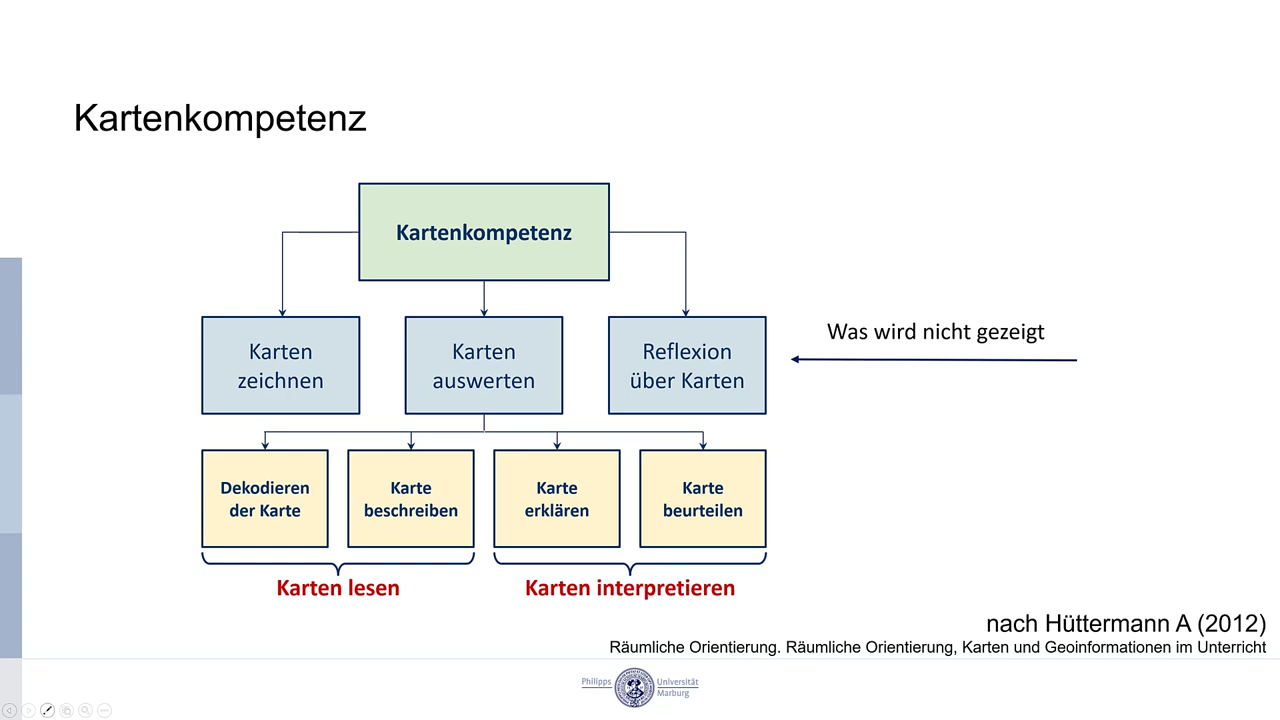 Kartenkompetenz
Kartenkompetenz
Karten
zeichnen
Karten
auswerten
Reflexion
über Karten
Was wird nicht gezeigt
Dekodieren
der Karte
Karte
beschreiben
Karte
erklären
Karte
beurteilen
Karten lesen
Karten interpretieren
nach Hüttermann A (2012)
Räumliche Orientierung. Räumliche Orientierung, Karten und Geoinformationen im Unterricht
Philipps
Universität
Marburg